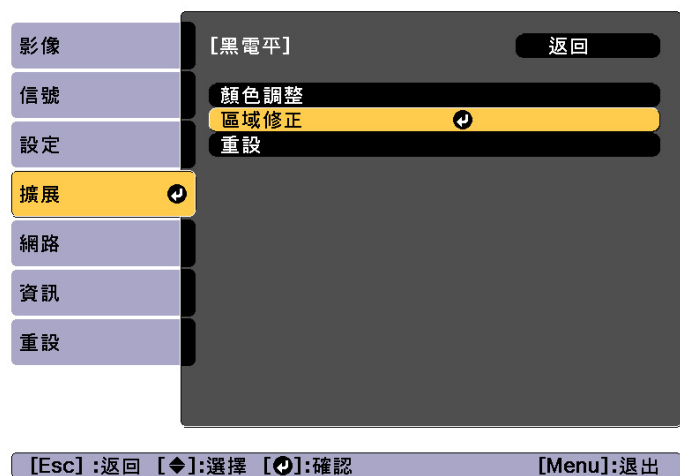 影像
信號
設定
擴展
網路
資訊
重設
[黑電平]
返回
顏色調整
區域修正
重設
[Esc] :返回 [◆]:選擇 [↵]:確認 [Menu]:退出